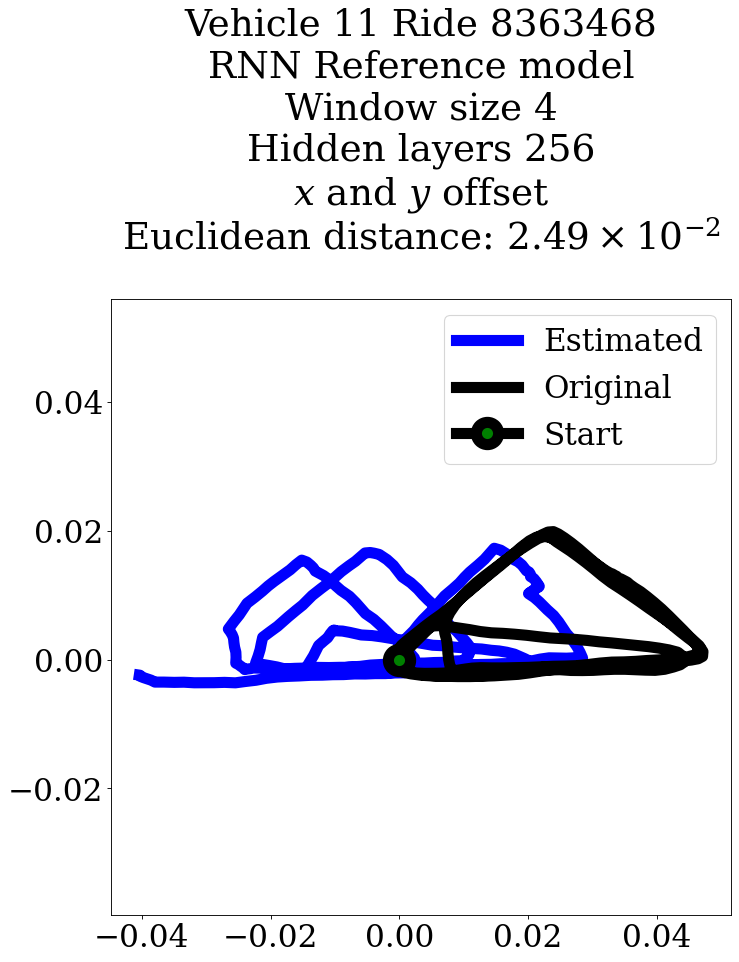 Vehicle 11 Ride 8363468
RNN Reference model
Window size 4
Hidden layers 256
x and y offset
Euclidean distance: 2.49 × 10⁻²
Estimated
Original
Start
0.04
0.02
0.00
−0.02
−0.04 −0.02 0.00 0.02 0.04